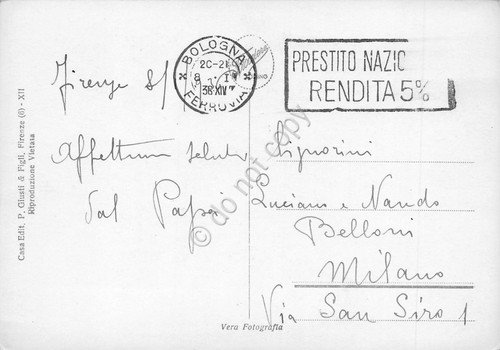 BOLOGNA
FERROVIA
PRESTITO NAZIC
RENDITA 5%
Firenze
Affettuosi saluti
dal Papà
Signorini
Luciano e Nando
Belloni
Milano
Via San Siro 1
Casa Edit. P. Giusti & Figli, Firenze (6) - XII
Riproduzione Vietata
Vera Fotografia
do not copy